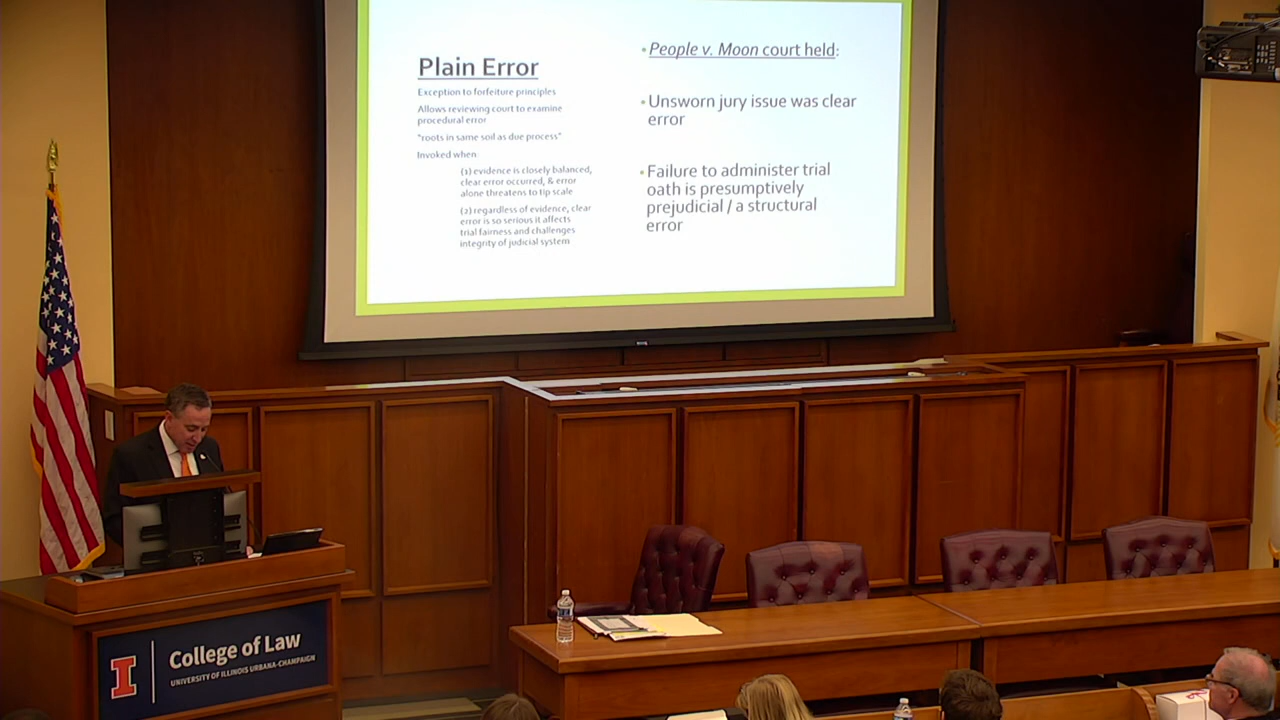 Plain Error
Exception to forfeiture principles
Allows reviewing court to examine
procedural error
"roots in same soil as due process"
Invoked when
(1) evidence is closely balanced,
clear error occurred, & error
alone threatens to tip scale
(2) regardless of evidence, clear
error is so serious it affects
trial fairness and challenges
integrity of judicial system
•People v. Moon court held:
•Unsworn jury issue was clear
error
•Failure to administer trial
oath is presumptively
prejudicial / a structural
error
I
College of Law
UNIVERSITY OF ILLINOIS URBANA-CHAMPAIGN